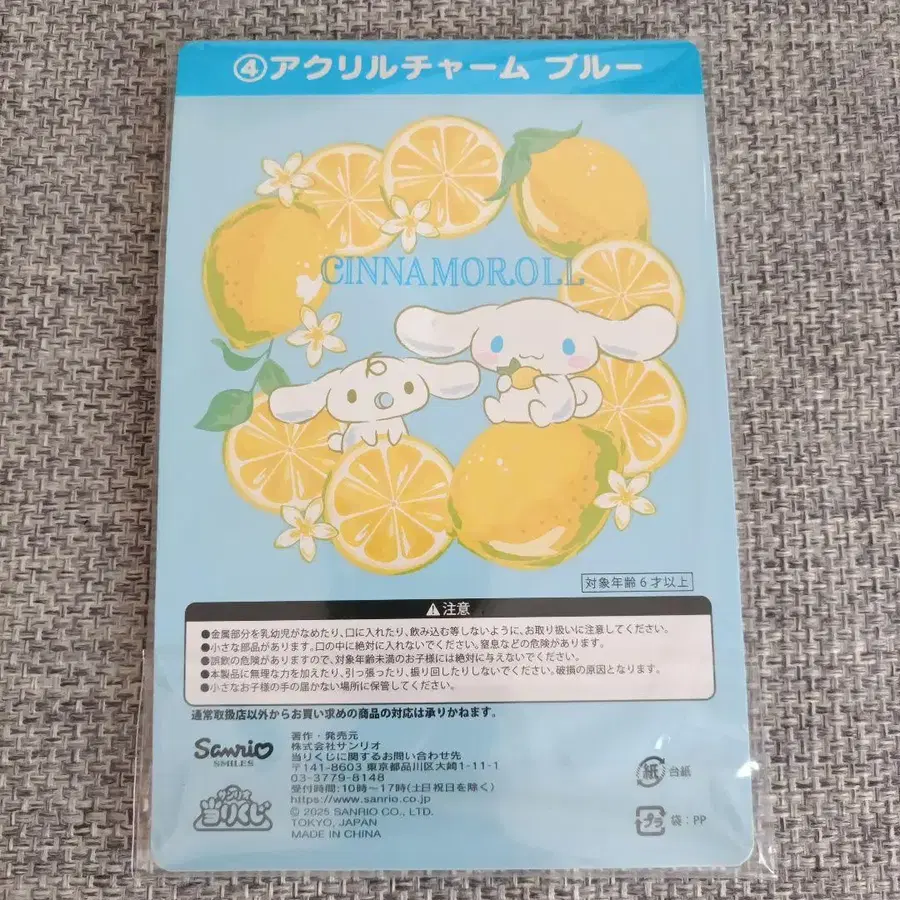 ④アクリルチャーム ブルー
CINNAMOROLL
対象年齢6才以上
⚠注意
●金属部分を乳幼児がなめたり、口に入れたり、飲み込む等しないように、お取り扱いに注意してください。
●小さな部品があります。口の中に絶対に入れないでください。窒息などの危険があります。
●誤飲の危険がありますので、対象年齢未満のお子様には絶対に与えないでください。
●本製品に無理な力を加えたり、引っ張ったり、振り回したりしないでください。破損の原因となります。
●小さなお子様の手の届かない場所に保管してください。
通常取扱店以外からお買い求めの商品の対応は承りかねます。
Sanrio
SMILES
サンリオ
当りくじ
著作・発売元
株式会社サンリオ
当りくじに関するお問い合わせ先
〒141-8603 東京都品川区大崎1-11-1
03-3779-8148
受付時間:10時〜17時(土日祝日を除く)
https://www.sanrio.co.jp
© 2025 SANRIO CO., LTD.
TOKYO, JAPAN
MADE IN CHINA
紙 台紙
プラ 袋:PP